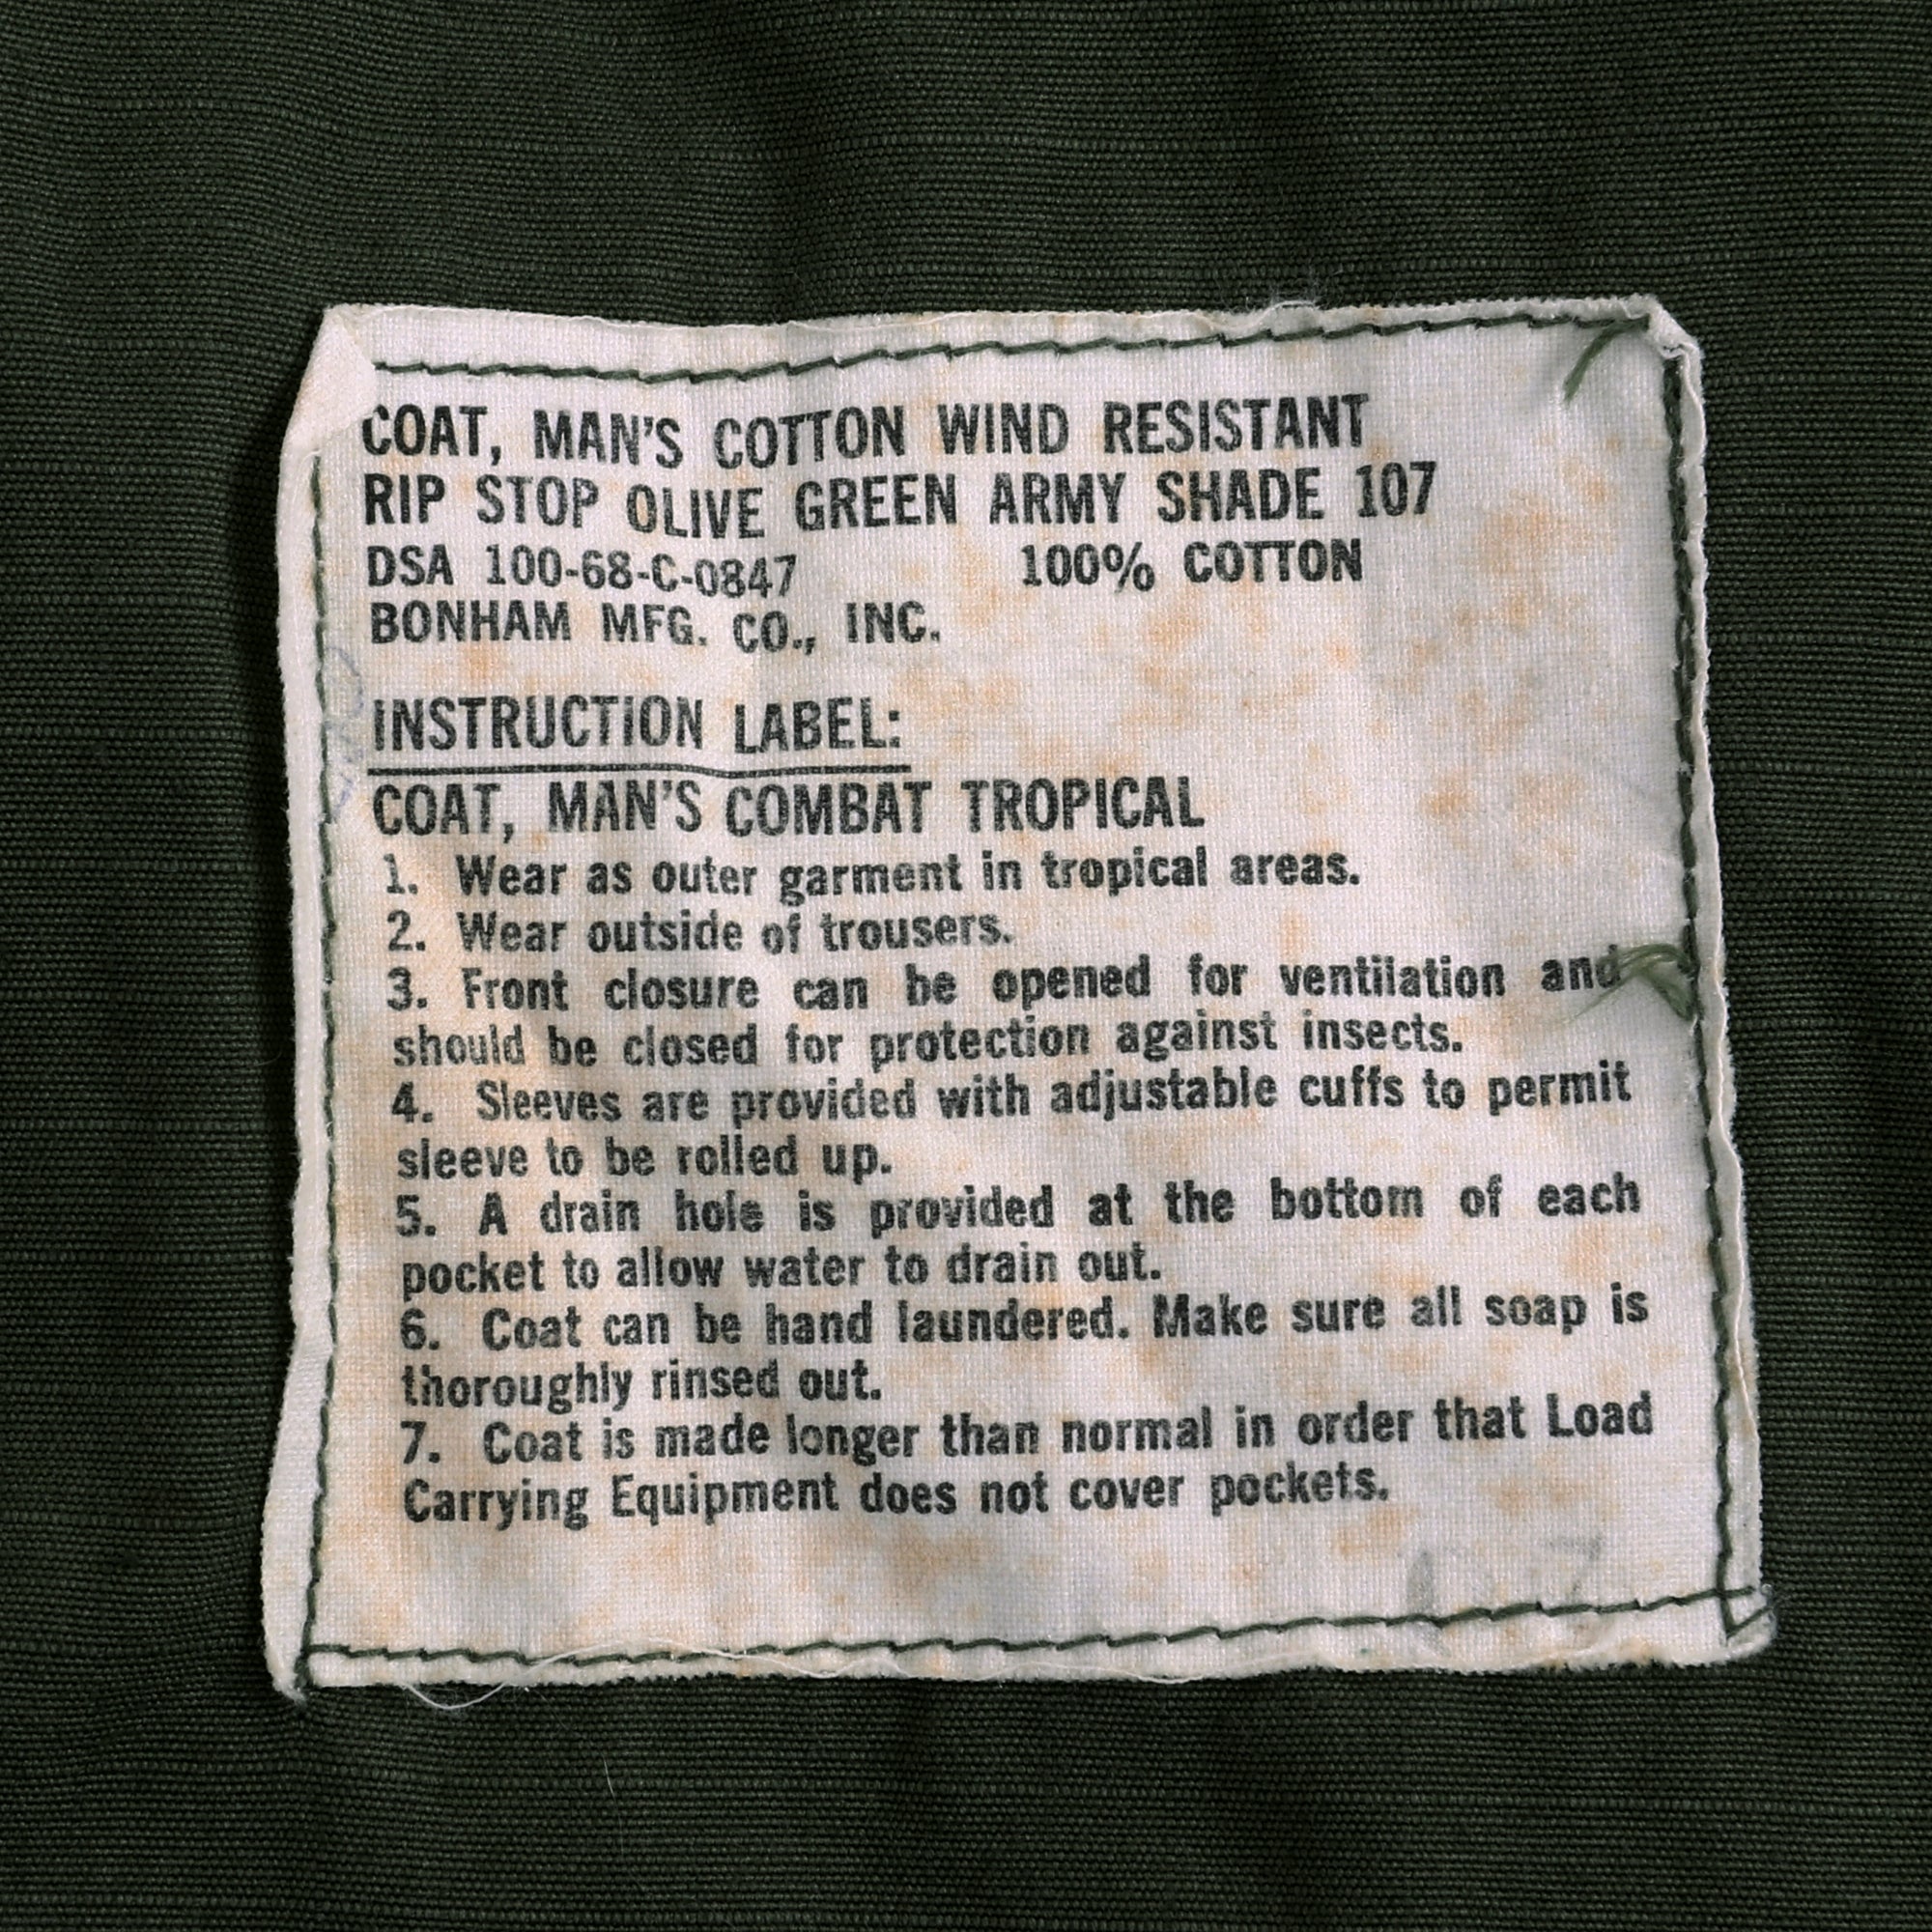 COAT, MAN'S COTTON WIND RESISTANT
RIP STOP OLIVE GREEN ARMY SHADE 107
DSA 100-68-C-0847 100% COTTON
BONHAM MFG. CO., INC.
INSTRUCTION LABEL:
COAT, MAN'S COMBAT TROPICAL
1. Wear as outer garment in tropical areas.
2. Wear outside of trousers.
3. Front closure can be opened for ventilation and
should be closed for protection against insects.
4. Sleeves are provided with adjustable cuffs to permit
sleeve to be rolled up.
5. A drain hole is provided at the bottom of each
pocket to allow water to drain out.
6. Coat can be hand laundered. Make sure all soap is
thoroughly rinsed out.
7. Coat is made longer than normal in order that Load
Carrying Equipment does not cover pockets.